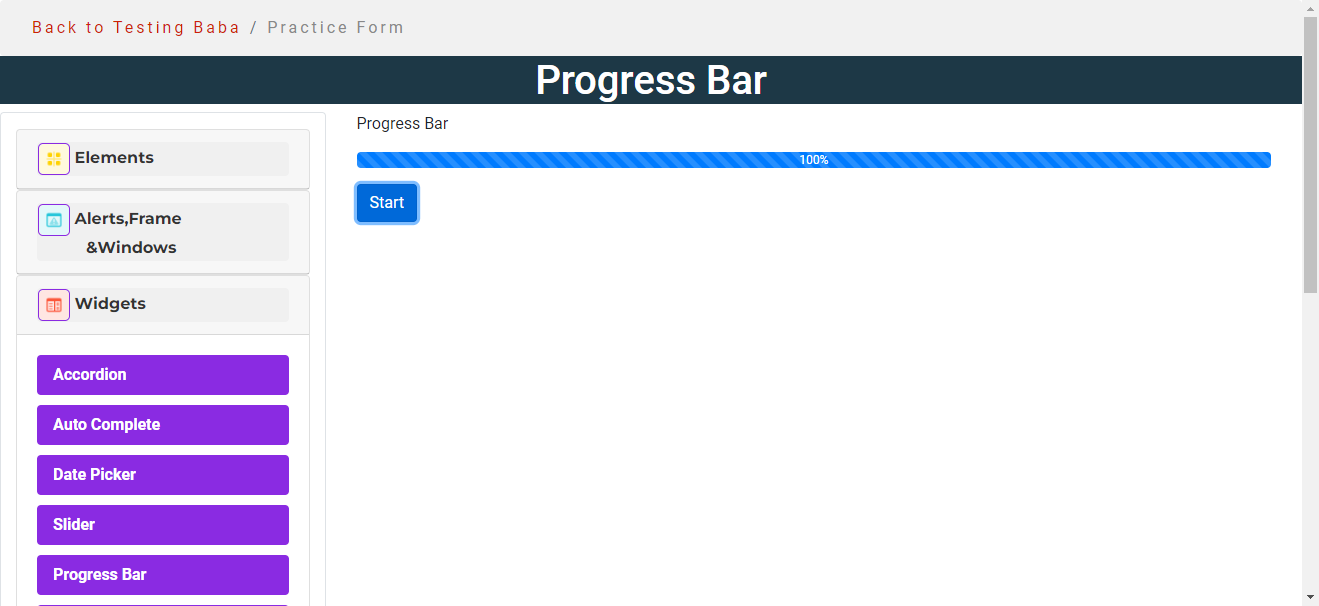 Back to Testing Baba / Practice Form
Progress Bar
Elements
Alerts,Frame
&Windows
Widgets
Accordion
Auto Complete
Date Picker
Slider
Progress Bar
Progress Bar
100%
Start